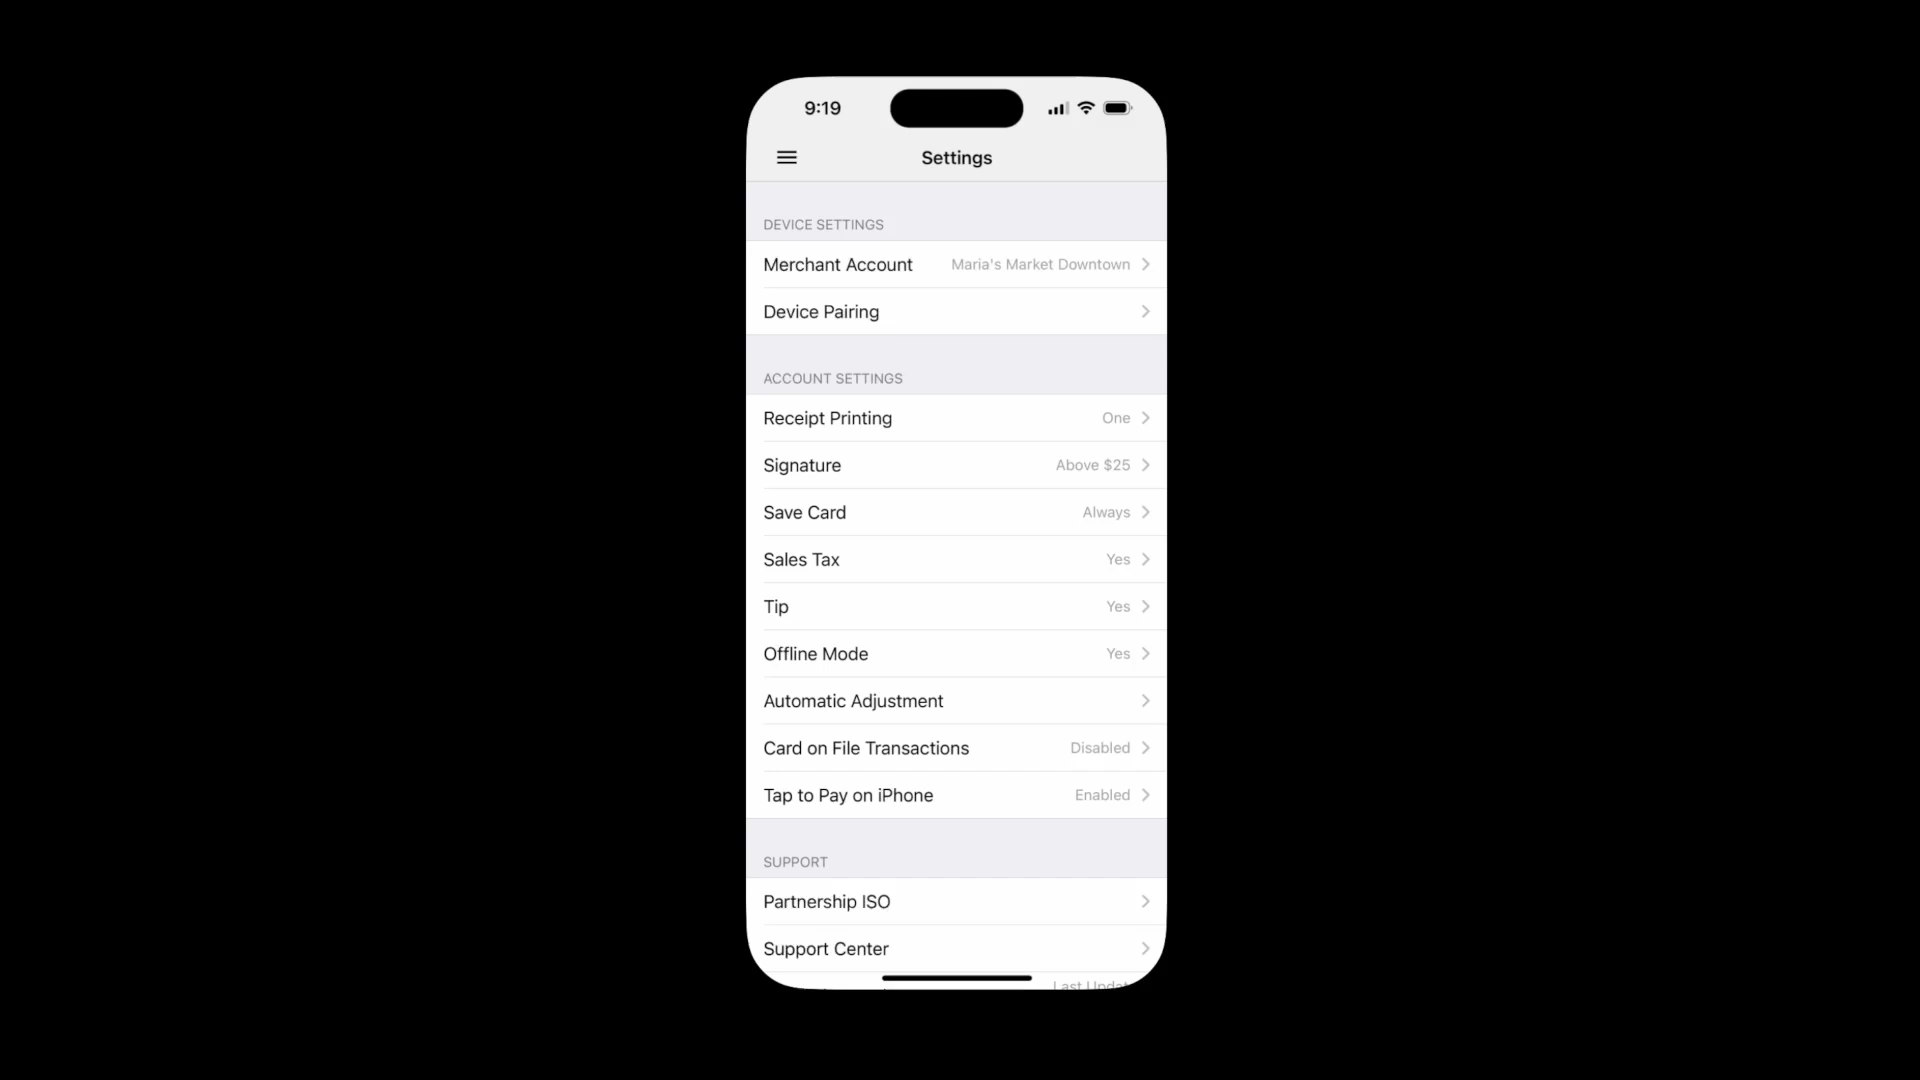 9:19
Settings
DEVICE SETTINGS
Merchant Account Maria's Market Downtown
Device Pairing
ACCOUNT SETTINGS
Receipt Printing One
Signature Above $25
Save Card Always
Sales Tax Yes
Tip Yes
Offline Mode Yes
Automatic Adjustment
Card on File Transactions Disabled
Tap to Pay on iPhone Enabled
SUPPORT
Partnership ISO
Support Center
Last